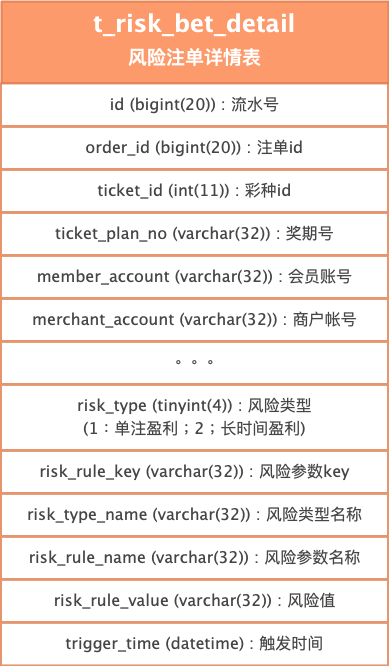 t_risk_bet_detail
风险注单详情表
id (bigint(20))：流水号
order_id (bigint(20))：注单id
ticket_id (int(11))：彩种id
ticket_plan_no (varchar(32))：奖期号
member_account (varchar(32))：会员账号
merchant_account (varchar(32))：商户帐号
。。。
risk_type (tinyint(4))：风险类型
(1：单注盈利；2；长时间盈利)
risk_rule_key (varchar(32))：风险参数key
risk_type_name (varchar(32))：风险类型名称
risk_rule_name (varchar(32))：风险参数名称
risk_rule_value (varchar(32))：风险值
trigger_time (datetime)：触发时间